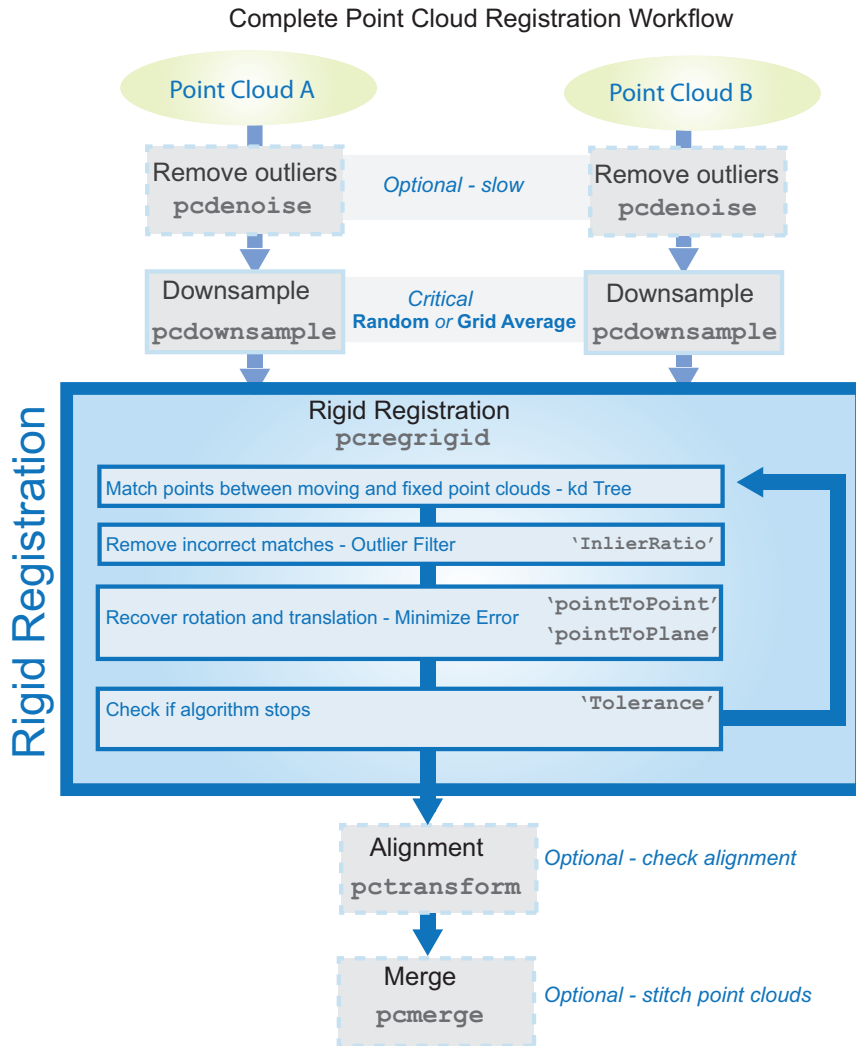 Complete Point Cloud Registration Workflow
Point Cloud A
Point Cloud B
Remove outliers
pcdenoise
Optional - slow
Remove outliers
pcdenoise
Downsample
pcdownsample
Critical
Random or Grid Average
Downsample
pcdownsample
Rigid Registration
Rigid Registration
pcregrigid
Match points between moving and fixed point clouds - kd Tree
Remove incorrect matches - Outlier Filter ‘InlierRatio’
Recover rotation and translation - Minimize Error ‘pointToPoint’
‘pointToPlane’
Check if algorithm stops ‘Tolerance’
Alignment
pctransform
Optional - check alignment
Merge
pcmerge
Optional - stitch point clouds